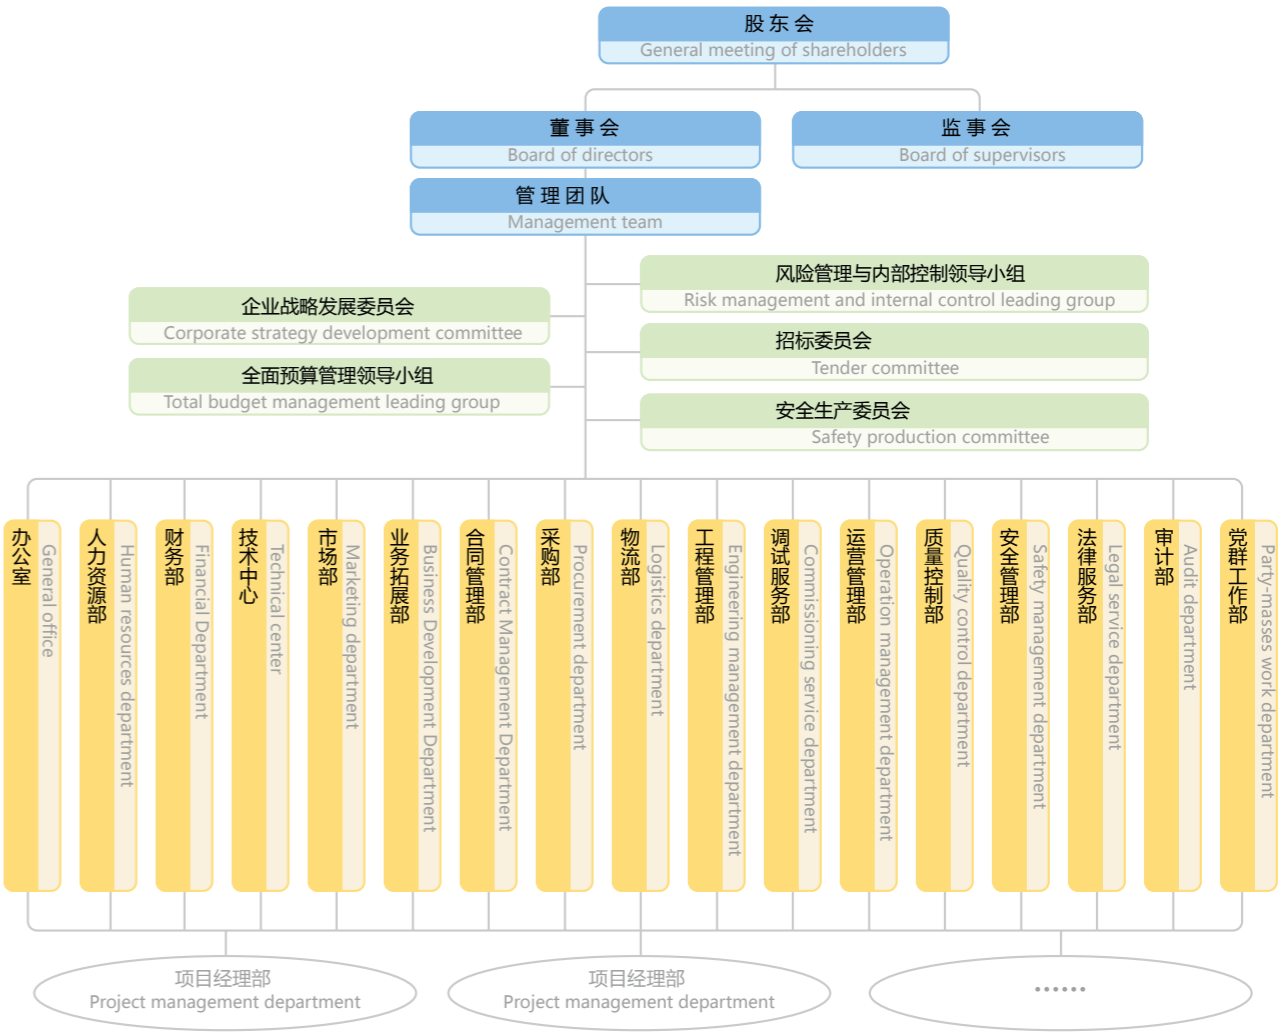 股东会
General meeting of shareholders
董事会
Board of directors
监事会
Board of supervisors
管理团队
Management team
风险管理与内部控制领导小组
Risk management and internal control leading group
企业战略发展委员会
Corporate strategy development committee
招标委员会
Tender committee
全面预算管理领导小组
Total budget management leading group
安全生产委员会
Safety production committee
办公室
General office
人力资源部
Human resources department
财务部
Financial Department
技术中心
Technical center
市场部
Marketing department
业务拓展部
Business Development Department
合同管理部
Contract Management Department
采购部
Procurement department
物流部
Logistics department
工程管理部
Engineering management department
调试服务部
Commissioning service department
运营管理部
Operation management department
质量控制部
Quality control department
安全管理部
Safety management department
法律服务部
Legal service department
审计部
Audit department
党群工作部
Party-masses work department
项目经理部
Project management department
项目经理部
Project management department
······